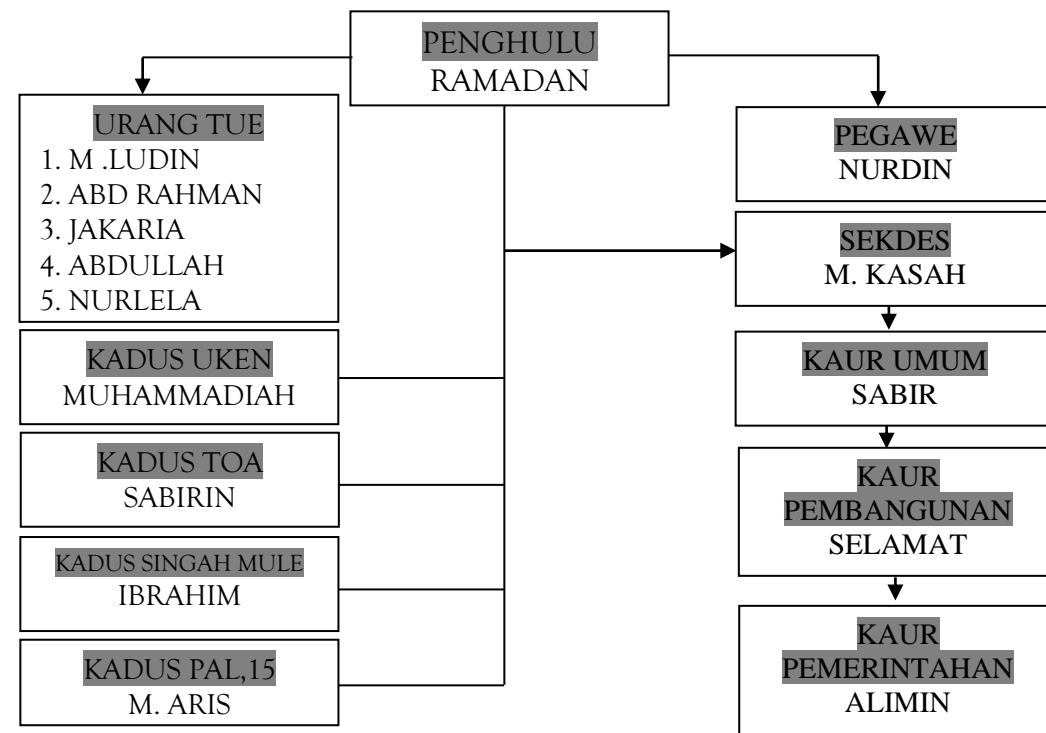 PENGHULU
RAMADAN
URANG TUE
1. M .LUDIN
2. ABD RAHMAN
3. JAKARIA
4. ABDULLAH
5. NURLELA
KADUS UKEN
MUHAMMADIAH
KADUS TOA
SABIRIN
KADUS SINGAH MULE
IBRAHIM
KADUS PAL,15
M. ARIS
PEGAWE
NURDIN
SEKDES
M. KASAH
KAUR UMUM
SABIR
KAUR
PEMBANGUNAN
SELAMAT
KAUR
PEMERINTAHAN
ALIMIN